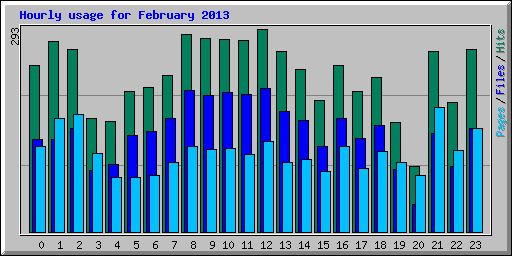 Hourly usage for February 2013
293
Pages / Files / Hits
0 1 2 3 4 5 6 7 8 9 10 11 12 13 14 15 16 17 18 19 20 21 22 23